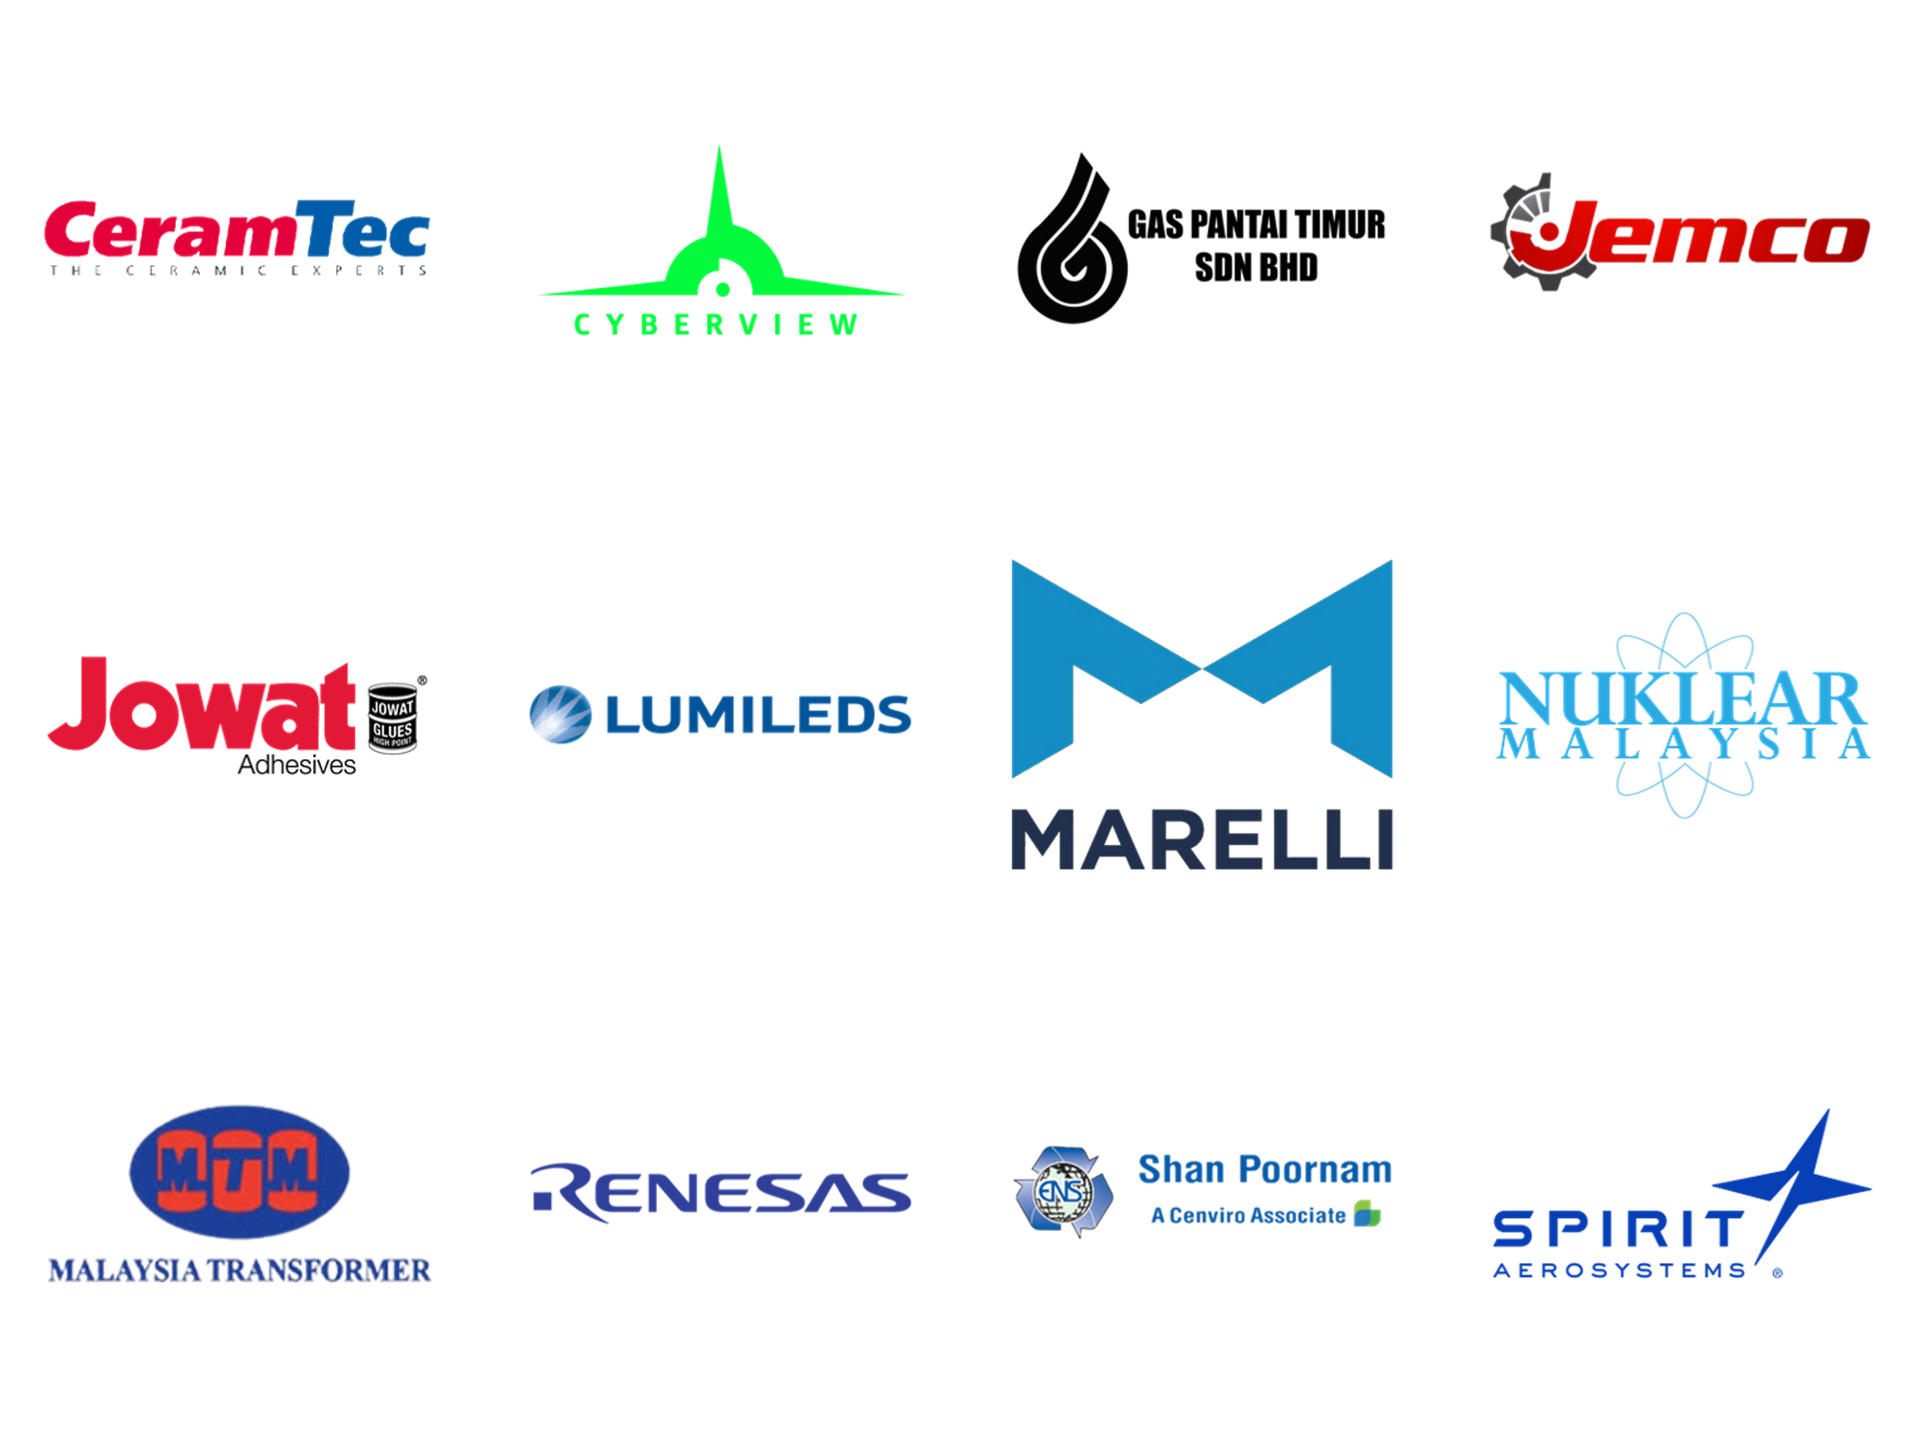 CeramTec
THE CERAMIC EXPERTS
CYBERVIEW
GAS PANTAI TIMUR
SDN BHD
Jemco
Jowat
Adhesives
®
JOWAT
GLUES
HIGH POINT
LUMILEDS
MARELLI
NUKLEAR
MALAYSIA
MTM
MALAYSIA TRANSFORMER
RENESAS
ENS
Shan Poornam
A Cenviro Associate
SPIRIT
AEROSYSTEMS ®